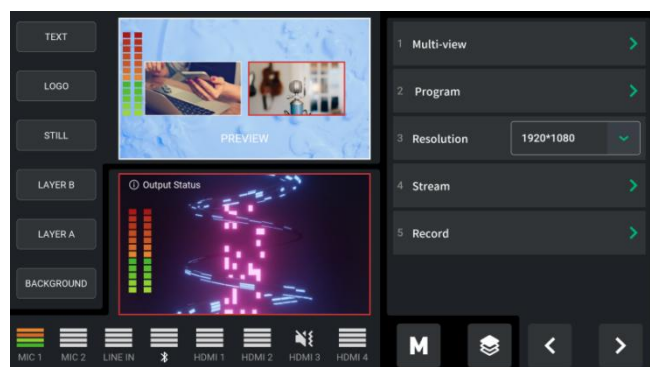 TEXT
LOGO
STILL
LAYER B
LAYER A
BACKGROUND
PREVIEW
Output Status
1 Multi-view
2 Program
3 Resolution 1920*1080
4 Stream
5 Record
MIC 1 MIC 2 LINE IN HDMI 1 HDMI 2 HDMI 3 HDMI 4
M